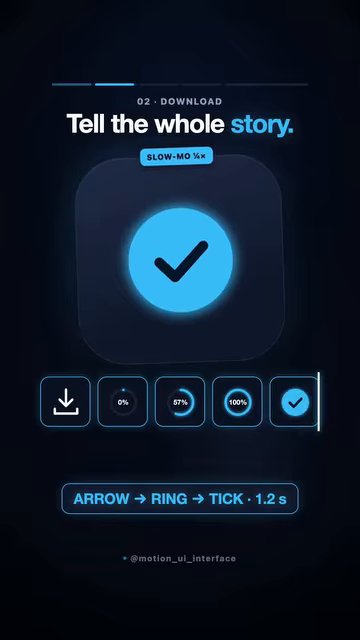 02 · DOWNLOAD
Tell the whole story.
SLOW-MO ¼×
0%
57%
100%
ARROW → RING → TICK · 1.2 s
@motion_ui_interface